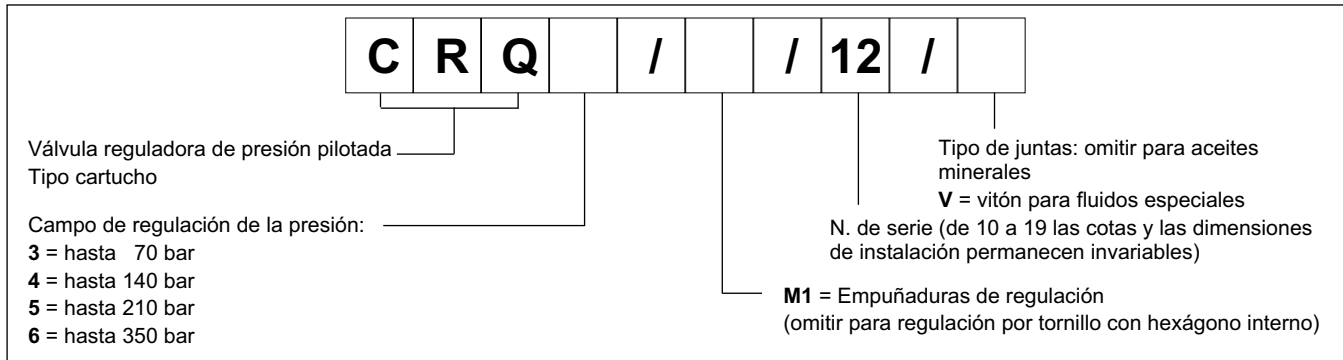 C R Q / / 12 /
Válvula reguladora de presión pilotada
Tipo cartucho
Campo de regulación de la presión:
3 = hasta 70 bar
4 = hasta 140 bar
5 = hasta 210 bar
6 = hasta 350 bar
Tipo de juntas: omitir para aceites
minerales
V = vitón para fluidos especiales
N. de serie (de 10 a 19 las cotas y las dimensiones
de instalación permanecen invariables)
M1 = Empuñaduras de regulación
(omitir para regulación por tornillo con hexágono interno)